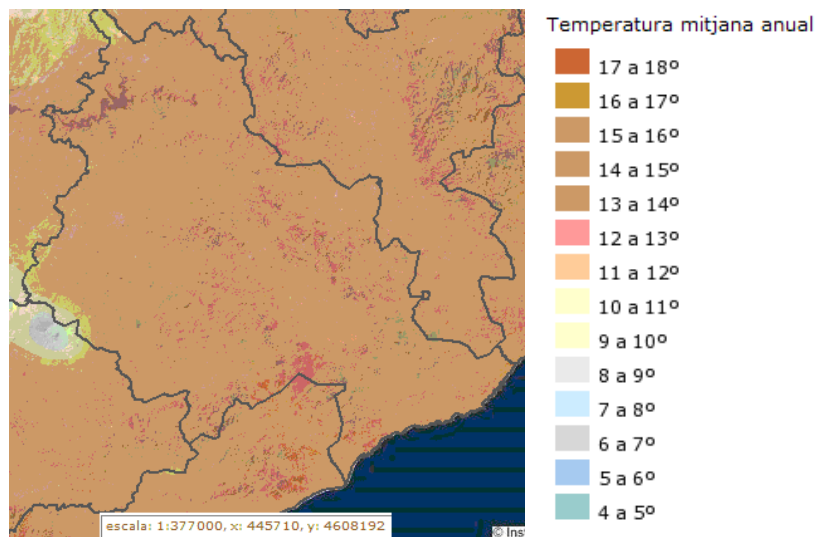 Temperatura mitjana anual
17 a 18º
16 a 17º
15 a 16º
14 a 15º
13 a 14º
12 a 13º
11 a 12º
10 a 11º
9 a 10º
8 a 9º
7 a 8º
6 a 7º
5 a 6º
4 a 5º
escala: 1:377000, x: 445710, y: 4608192
© Ins